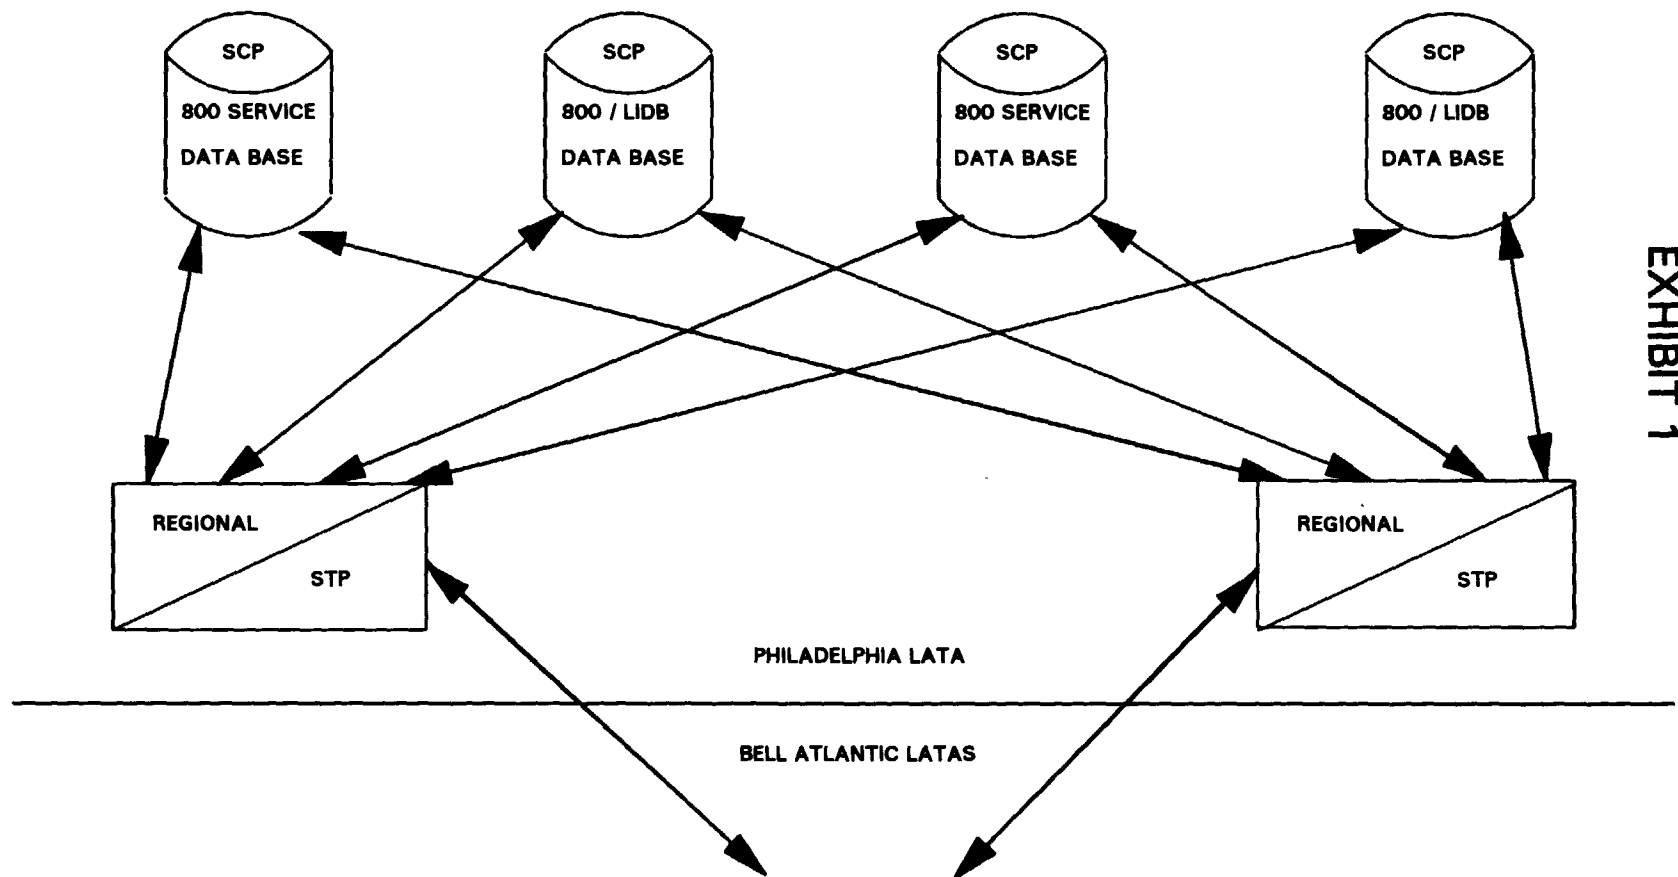 SCP
800 SERVICE
DATA BASE
SCP
800 / LIDB
DATA BASE
SCP
800 SERVICE
DATA BASE
SCP
800 / LIDB
DATA BASE
EXHIBIT 1
REGIONAL
STP
REGIONAL
STP
PHILADELPHIA LATA
BELL ATLANTIC LATAS